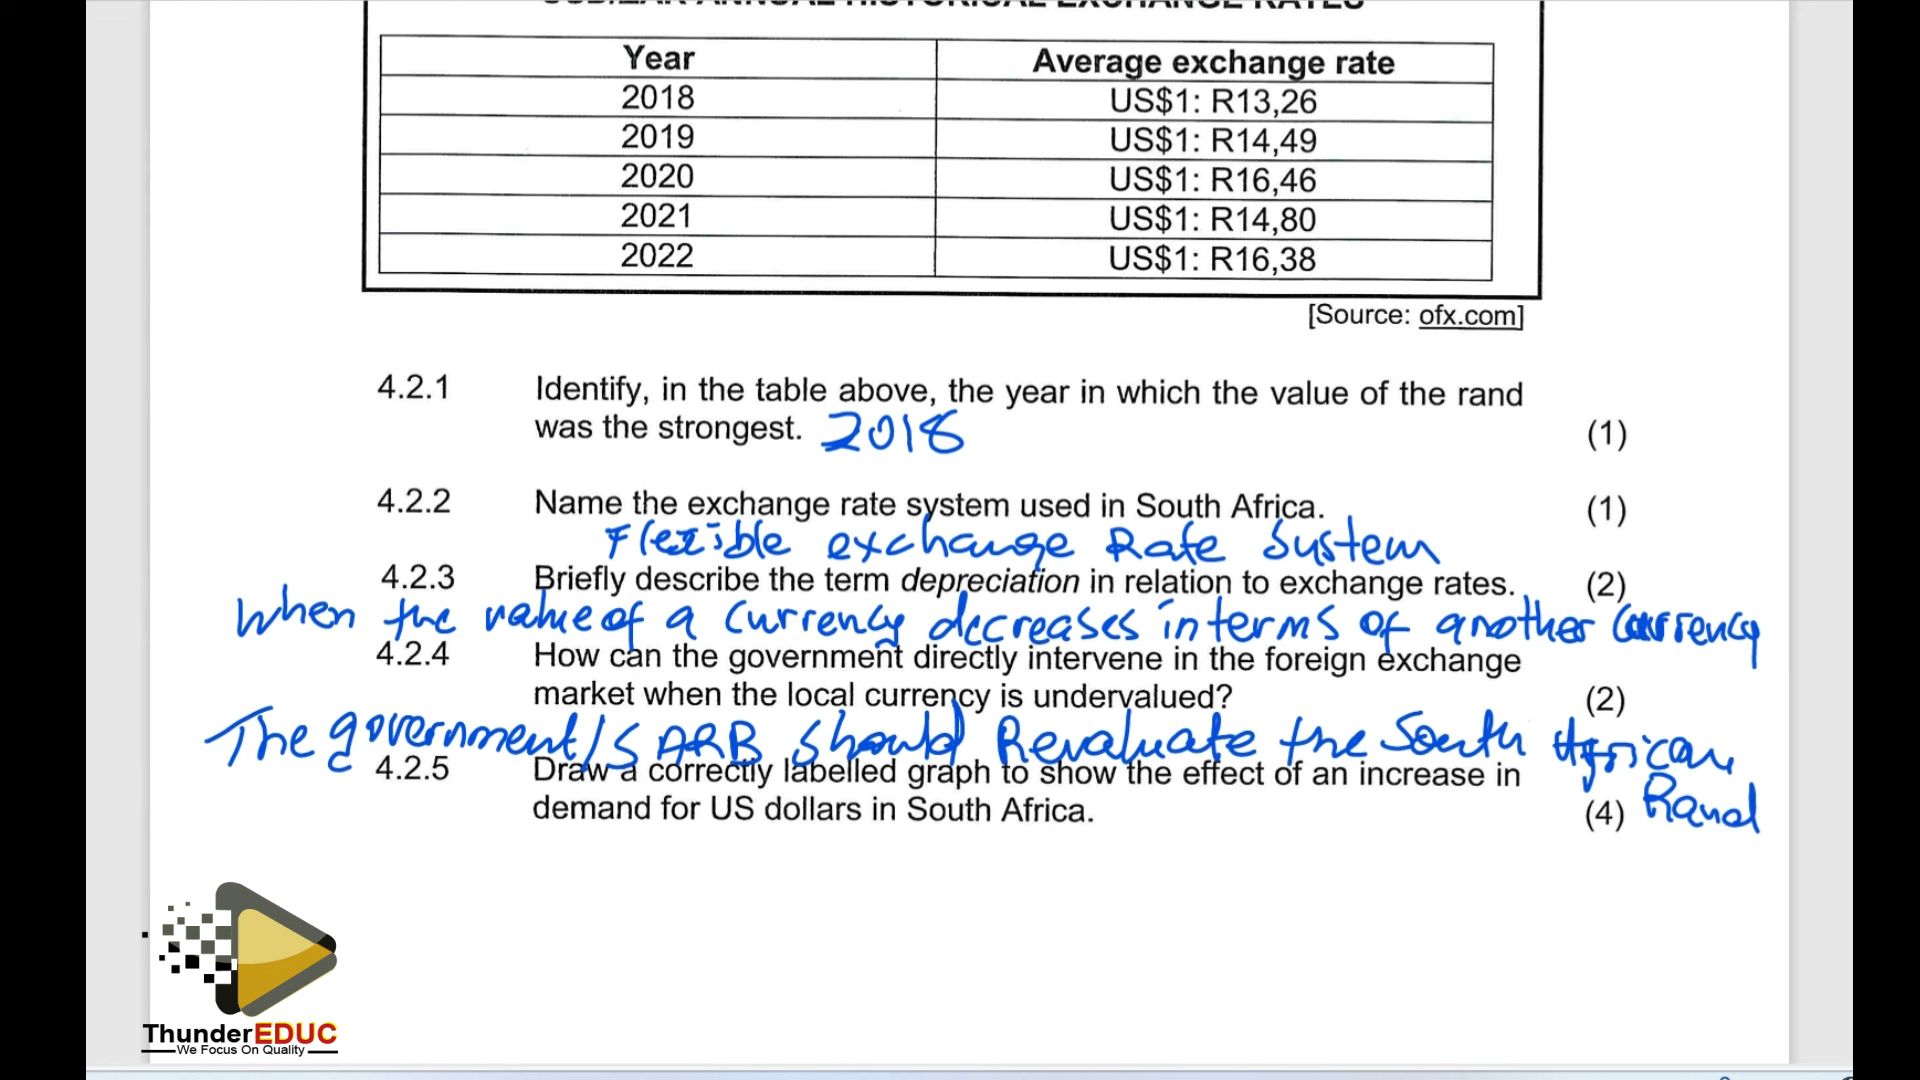 Year Average exchange rate
2018 US$1: R13,26
2019 US$1: R14,49
2020 US$1: R16,46
2021 US$1: R14,80
2022 US$1: R16,38
[Source: ofx.com]
4.2.1 Identify, in the table above, the year in which the value of the rand
was the strongest. 2018 (1)
4.2.2 Name the exchange rate system used in South Africa. (1)
Flexible exchange Rate System
4.2.3 Briefly describe the term depreciation in relation to exchange rates. (2)
When the value of a currency decreases in terms of another currency
4.2.4 How can the government directly intervene in the foreign exchange
market when the local currency is undervalued? (2)
The government/SARB should Revaluate the South African
Rand
4.2.5 Draw a correctly labelled graph to show the effect of an increase in
demand for US dollars in South Africa. (4)
ThunderEDUC
We Focus On Quality